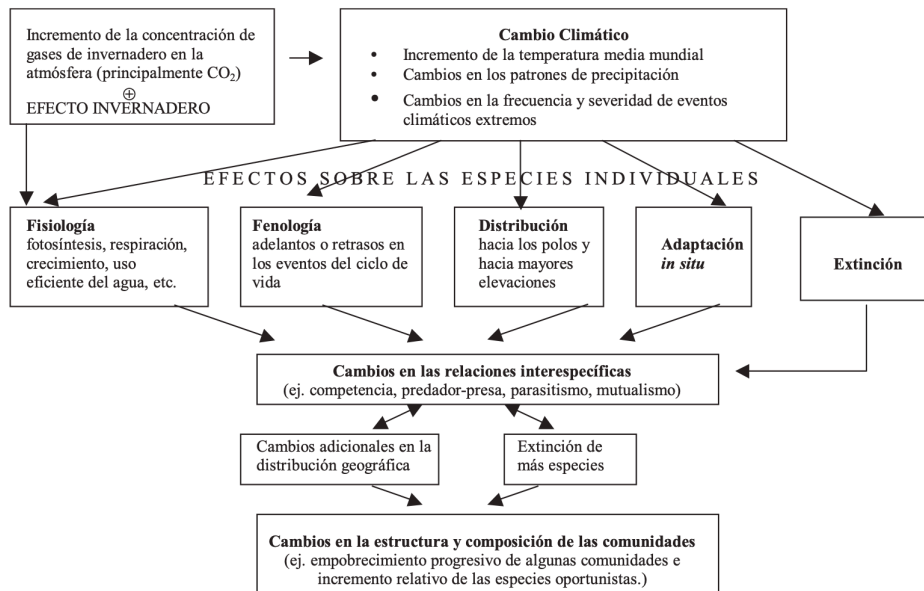 Incremento de la concentración de
gases de invernadero en la
atmósfera (principalmente CO₂)
⊕
EFECTO INVERNADERO
Cambio Climático
• Incremento de la temperatura media mundial
• Cambios en los patrones de precipitación
• Cambios en la frecuencia y severidad de eventos
climáticos extremos
EFECTOS SOBRE LAS ESPECIES INDIVIDUALES
Fisiología
fotosíntesis, respiración,
crecimiento, uso
eficiente del agua, etc.
Fenología
adelantos o retrasos en
los eventos del ciclo de
vida
Distribución
hacia los polos y
hacia mayores
elevaciones
Adaptación
in situ
Extinción
Cambios en las relaciones interespecíficas
(ej. competencia, predador-presa, parasitismo, mutualismo)
Cambios adicionales en la
distribución geográfica
Extinción de
más especies
Cambios en la estructura y composición de las comunidades
(ej. empobrecimiento progresivo de algunas comunidades e
incremento relativo de las especies oportunistas.)